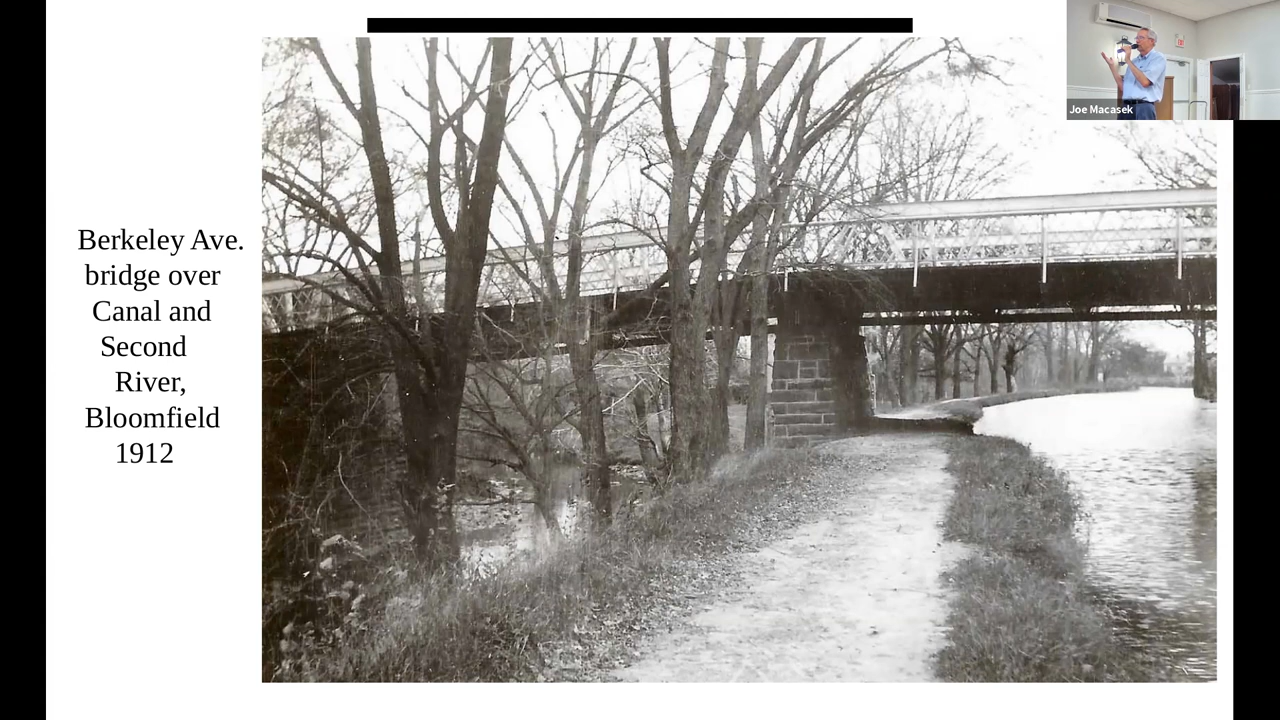 Berkeley Ave.
bridge over
Canal and
Second
River,
Bloomfield
1912
Joe Macasek